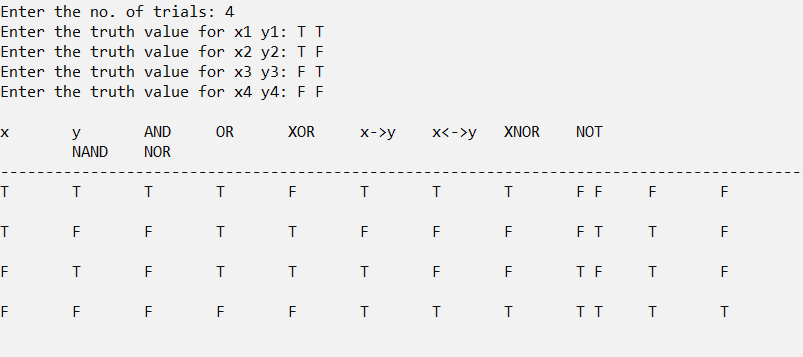 Enter the no. of trials: 4
Enter the truth value for x1 y1: T T
Enter the truth value for x2 y2: T F
Enter the truth value for x3 y3: F T
Enter the truth value for x4 y4: F F
x y AND OR XOR x->y x<->y XNOR NOT
NAND NOR
-----------------------------------------------------------------------------------------
T T T T F T T T F F F F
T F F T T F F F F T T F
F T F T T T F F T F T F
F F F F F T T T T T T T